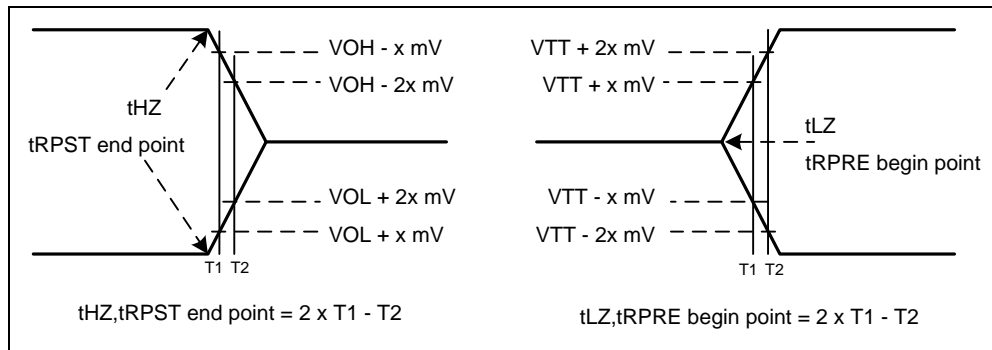 VOH - x mV
VOH - 2x mV
tHZ
tRPST end point
VOL + 2x mV
VOL + x mV
T1 T2
tHZ,tRPST end point = 2 x T1 - T2
VTT + 2x mV
VTT + x mV
tLZ
tRPRE begin point
VTT - x mV
VTT - 2x mV
T1 T2
tLZ,tRPRE begin point = 2 x T1 - T2